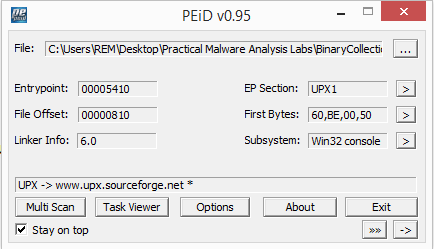 PEiD v0.95
File: C:\Users\REM\Desktop\Practical Malware Analysis Labs\BinaryCollectio ...
Entrypoint: 00005410 EP Section: UPX1 >
File Offset: 00000810 First Bytes: 60,BE,00,50 >
Linker Info: 6.0 Subsystem: Win32 console >
UPX -> www.upx.sourceforge.net *
Multi Scan Task Viewer Options About Exit
Stay on top »» ->